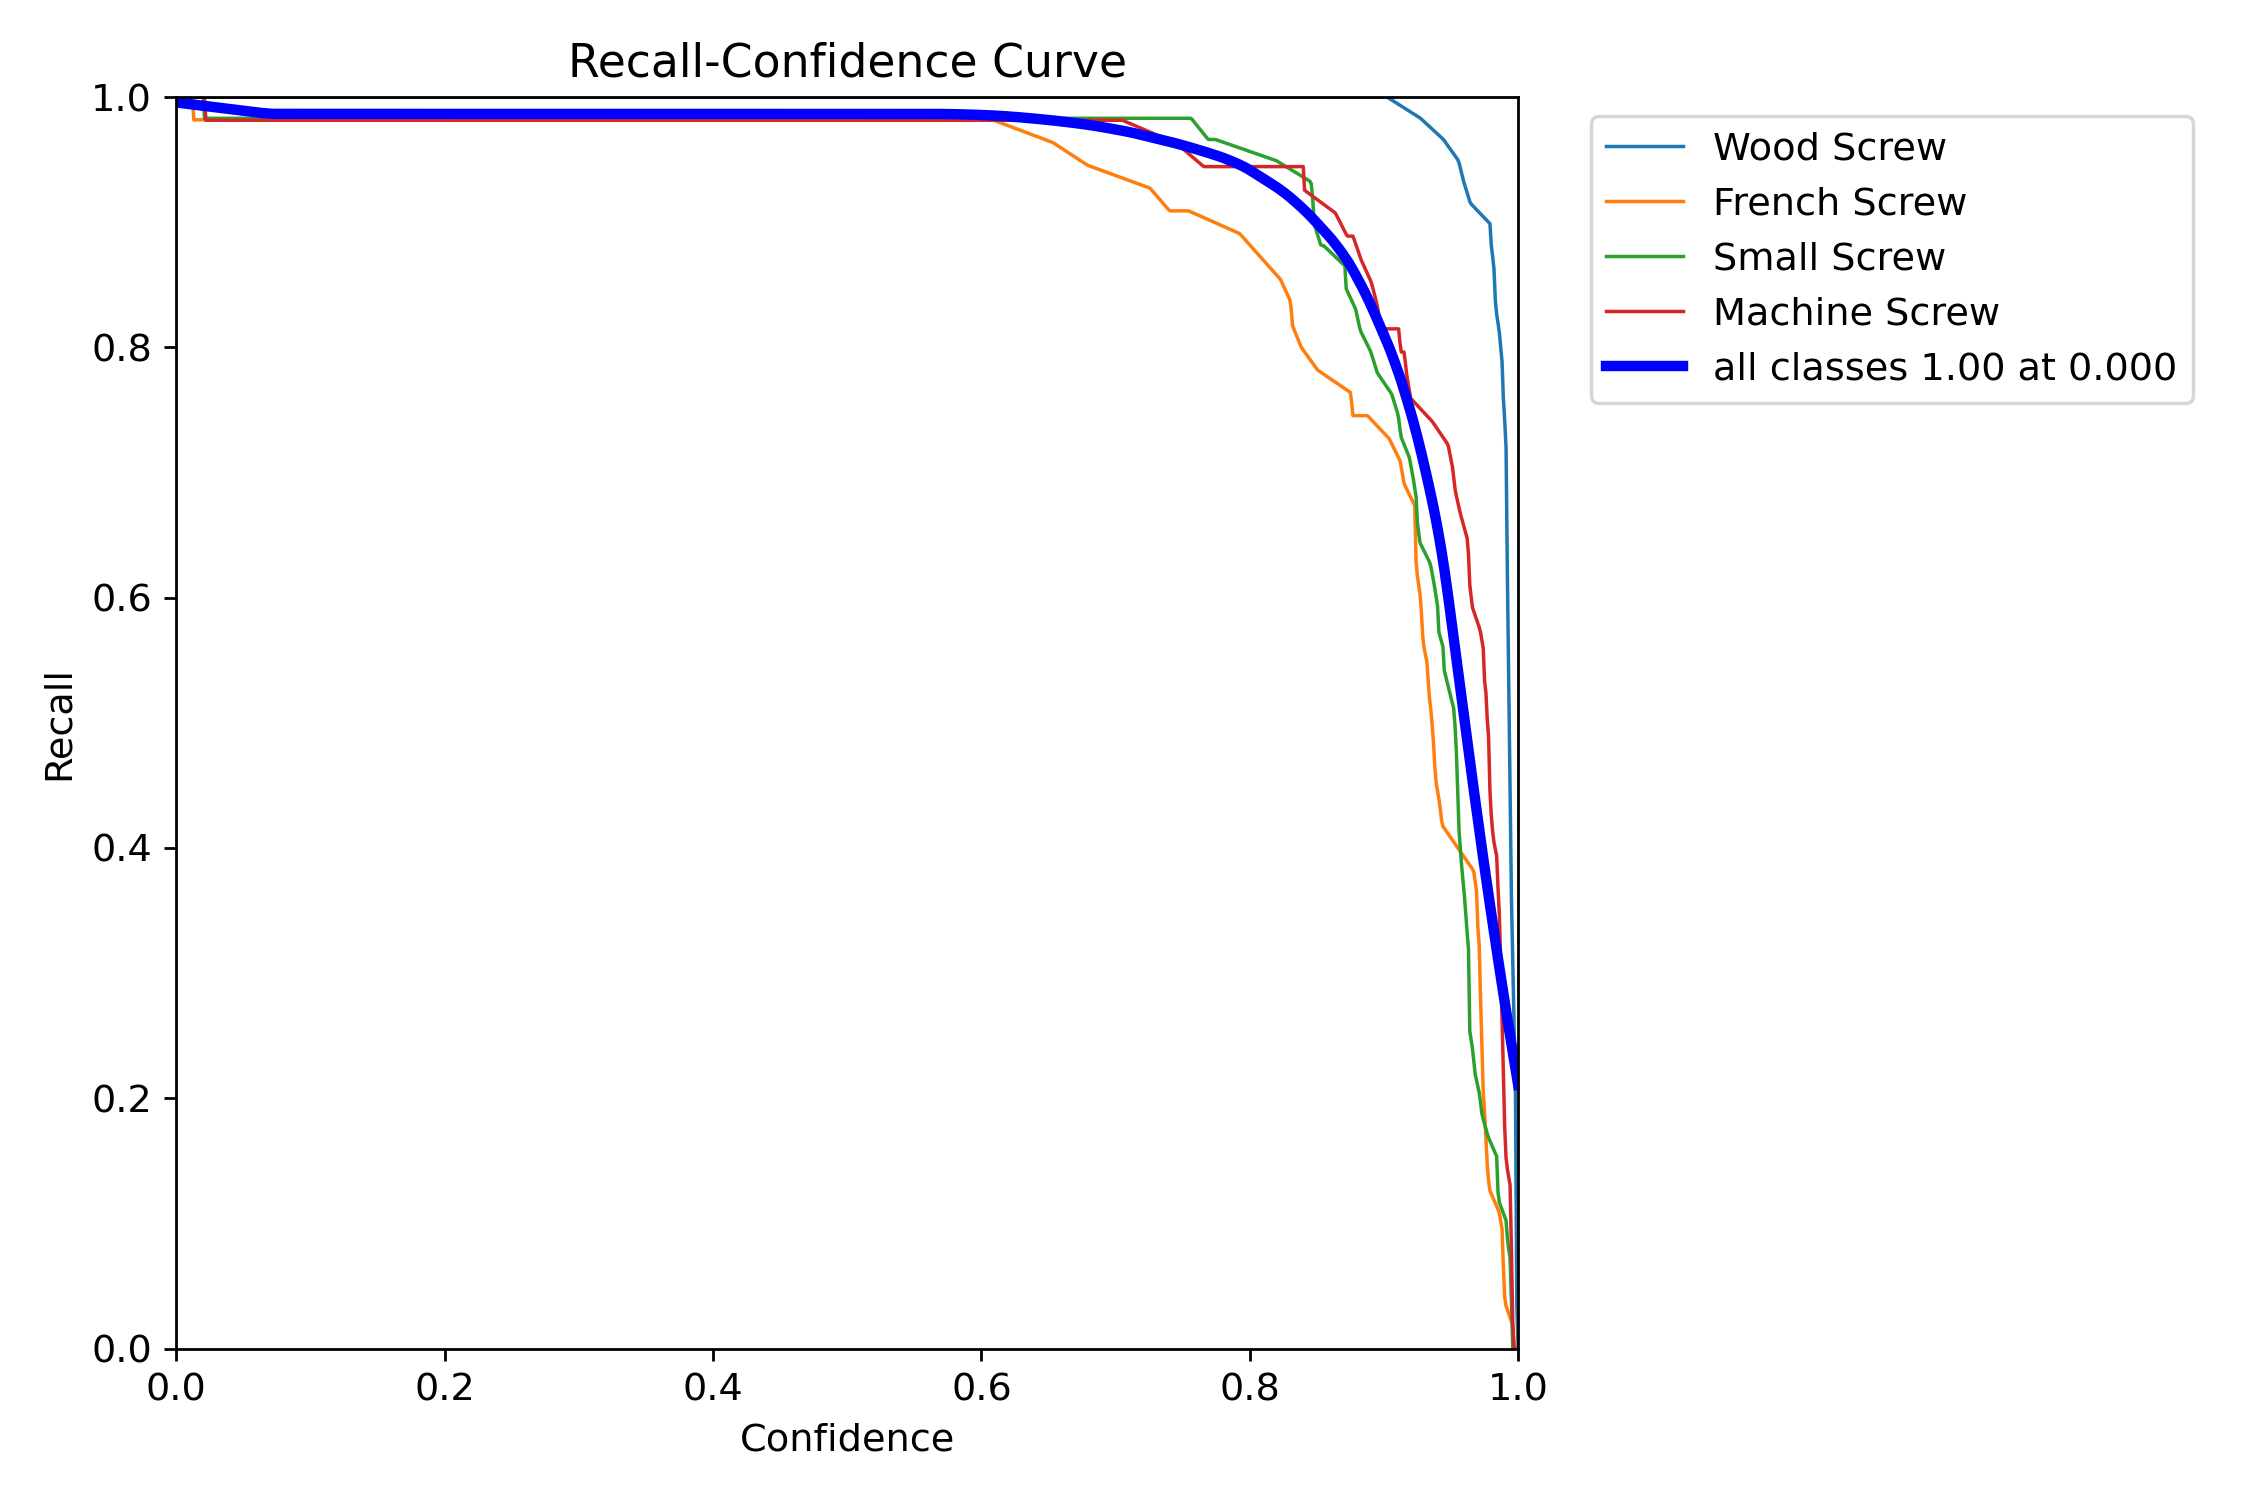 Recall-Confidence Curve
1.0
0.8
0.6
0.4
0.2
0.0
Recall
0.0 0.2 0.4 0.6 0.8 1.0
Confidence
Wood Screw
French Screw
Small Screw
Machine Screw
all classes 1.00 at 0.000